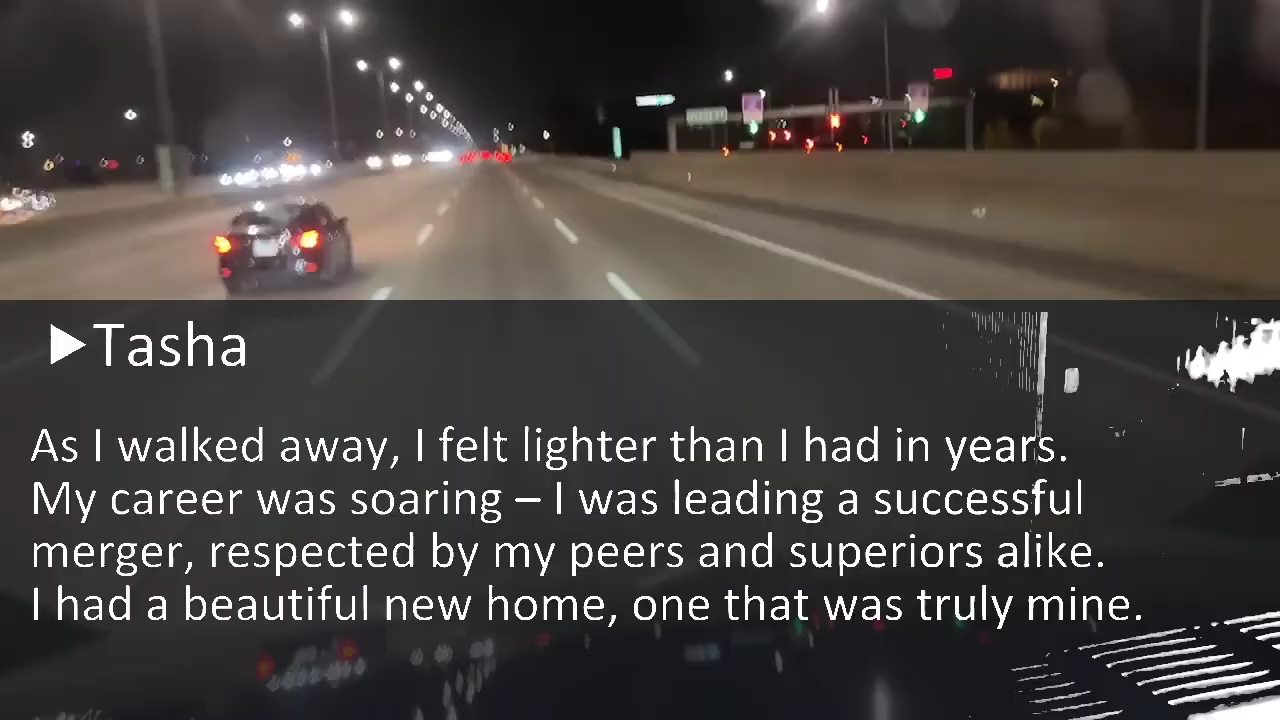 ▶Tasha
As I walked away, I felt lighter than I had in years.
My career was soaring – I was leading a successful
merger, respected by my peers and superiors alike.
I had a beautiful new home, one that was truly mine.